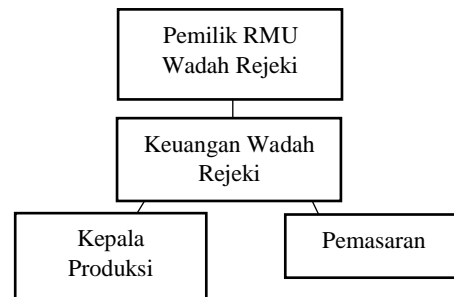 Pemilik RMU
Wadah Rejeki
Keuangan Wadah
Rejeki
Kepala
Produksi
Pemasaran